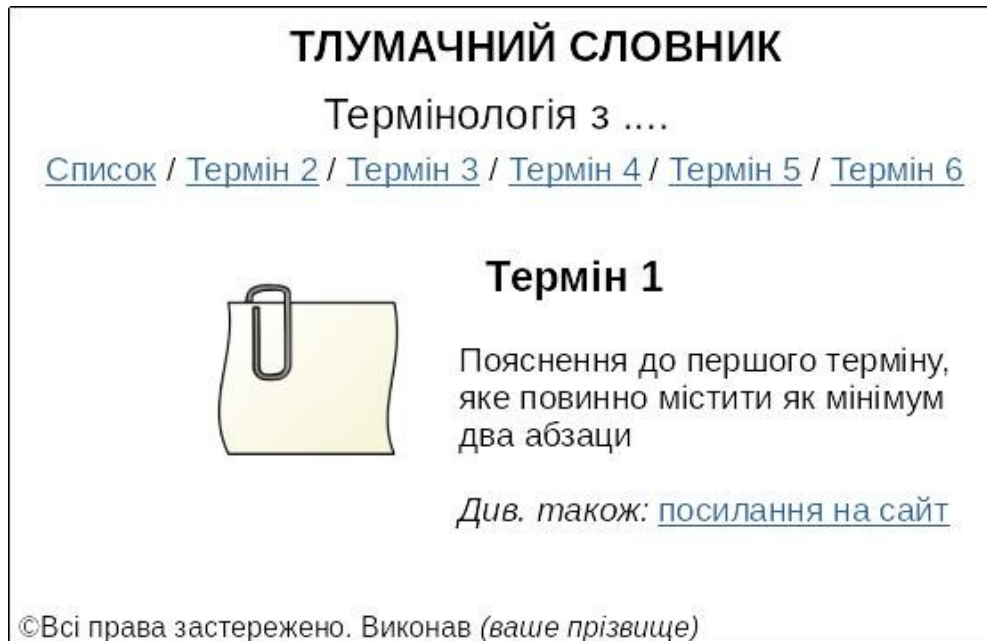 ТЛУМАЧНИЙ СЛОВНИК
Термінологія з ....
Список / Термін 2 / Термін 3 / Термін 4 / Термін 5 / Термін 6
Термін 1
Пояснення до першого терміну,
яке повинно містити як мінімум
два абзаци
Див. також: посилання на сайт
©Всі права застережено. Виконав (ваше прізвище)